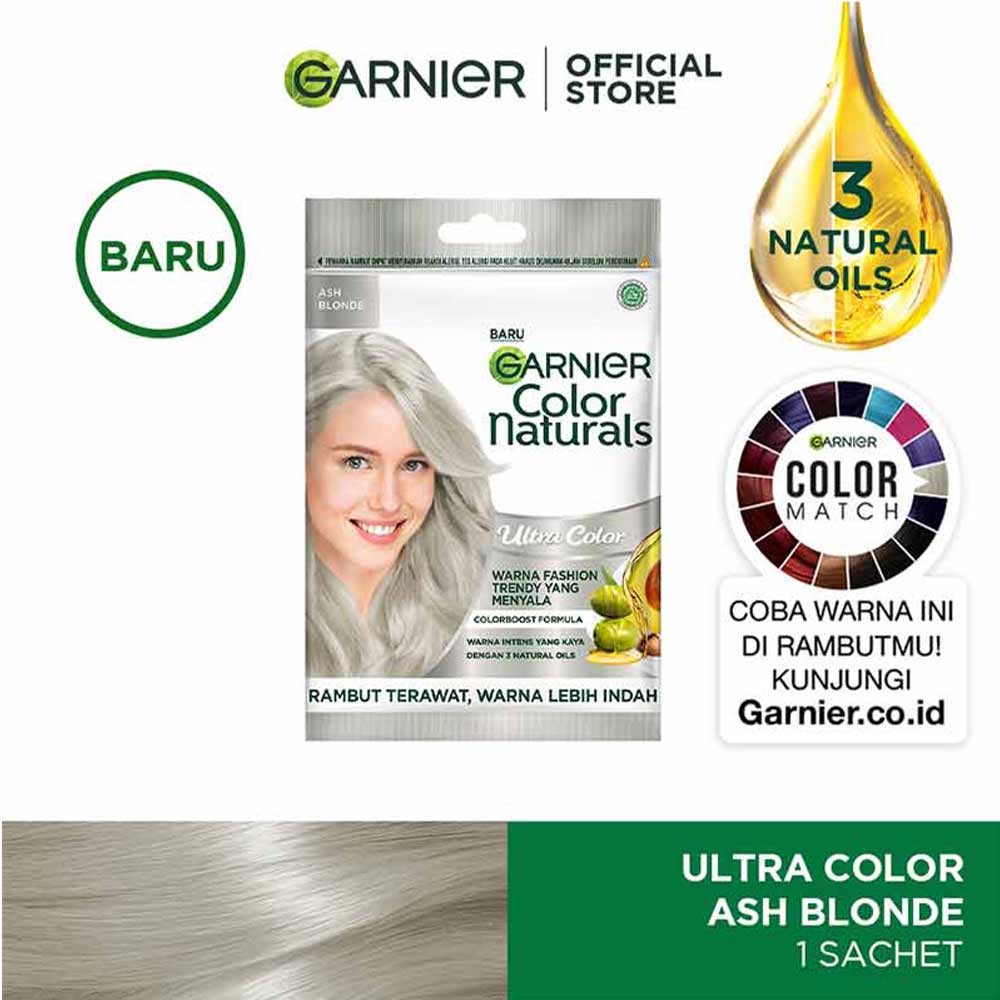 GARNIER
OFFICIAL
STORE
BARU
3
NATURAL
OILS
ASH
BLONDE
BARU
GARNIER
Color
Naturals
Ultra Color
WARNA FASHION
TRENDY YANG
MENYALA
COLORBOOST FORMULA
WARNA INTENS YANG KAYA
DENGAN 3 NATURAL OILS
RAMBUT TERAWAT, WARNA LEBIH INDAH
GARNIER
COLOR
MATCH
COBA WARNA INI
DI RAMBUTMU!
KUNJUNGI
Garnier.co.id
ULTRA COLOR
ASH BLONDE
1 SACHET